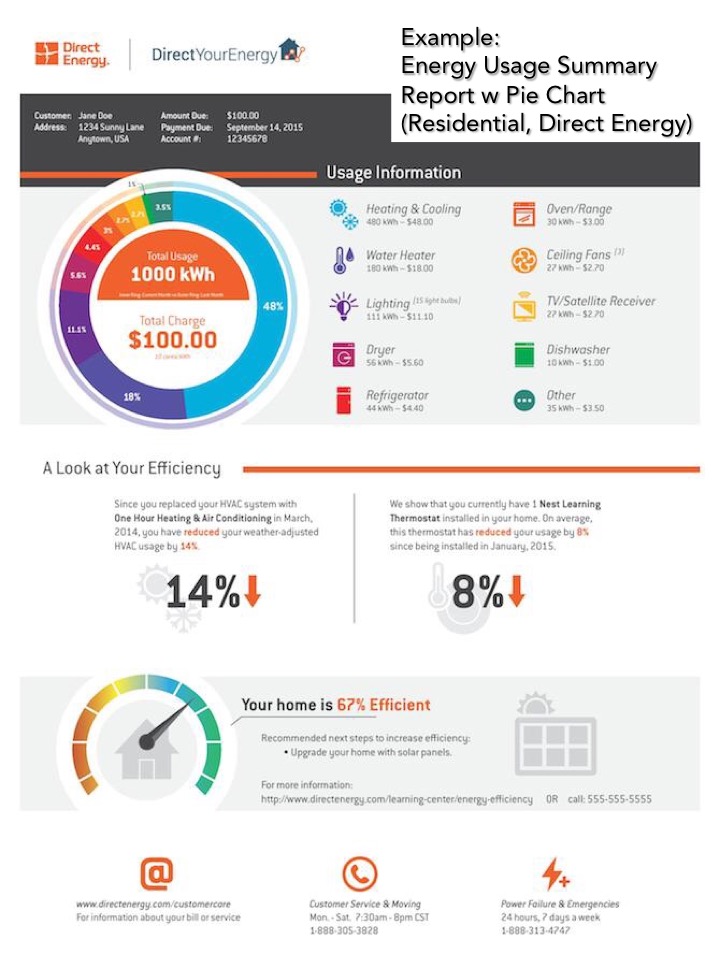 Direct
Energy.
DirectYourEnergy
Example:
Energy Usage Summary
Report w Pie Chart
(Residential, Direct Energy)
Customer: Jane Doe
Address: 1234 Sunny Lane
Anytown, USA
Amount Due: $100.00
Payment Due: September 14, 2015
Account #: 12345678
Usage Information
1%
3.5%
2.7%
2.7%
3%
4.4%
5.6%
11.1%
18%
48%
Total Usage
1000 kWh
Total Charge
$100.00
10 cents/kWh
Heating & Cooling
480 kWh – $48.00
Water Heater
180 kWh – $18.00
Lighting (15 light bulbs)
111 kWh – $11.10
Dryer
56 kWh – $5.60
Refrigerator
44 kWh – $4.40
Oven/Range
30 kWh – $3.00
Ceiling Fans (3)
27 kWh – $2.70
TV/Satellite Receiver
27 kWh – $2.70
Dishwasher
10 kWh – $1.00
Other
35 kWh – $3.50
A Look at Your Efficiency
Since you replaced your HVAC system with
One Hour Heating & Air Conditioning in March,
2014, you have reduced your weather-adjusted
HVAC usage by 14%.
14%
We show that you currently have 1 Nest Learning
Thermostat installed in your home. On average,
this thermostat has reduced your usage by 8%
since being installed in January, 2015.
8%
Your home is 67% Efficient
Recommended next steps to increase efficiency:
• Upgrade your home with solar panels.
For more information:
http://www.directenergy.com/learning-center/energy-efficiency OR call: 555-555-5555
www.directenergy.com/customercare
For information about your bill or service
Customer Service & Moving
Mon. - Sat. 7:30am - 8pm CST
1-888-305-3828
Power Failure & Emergencies
24 hours, 7 days a week
1-888-313-4747